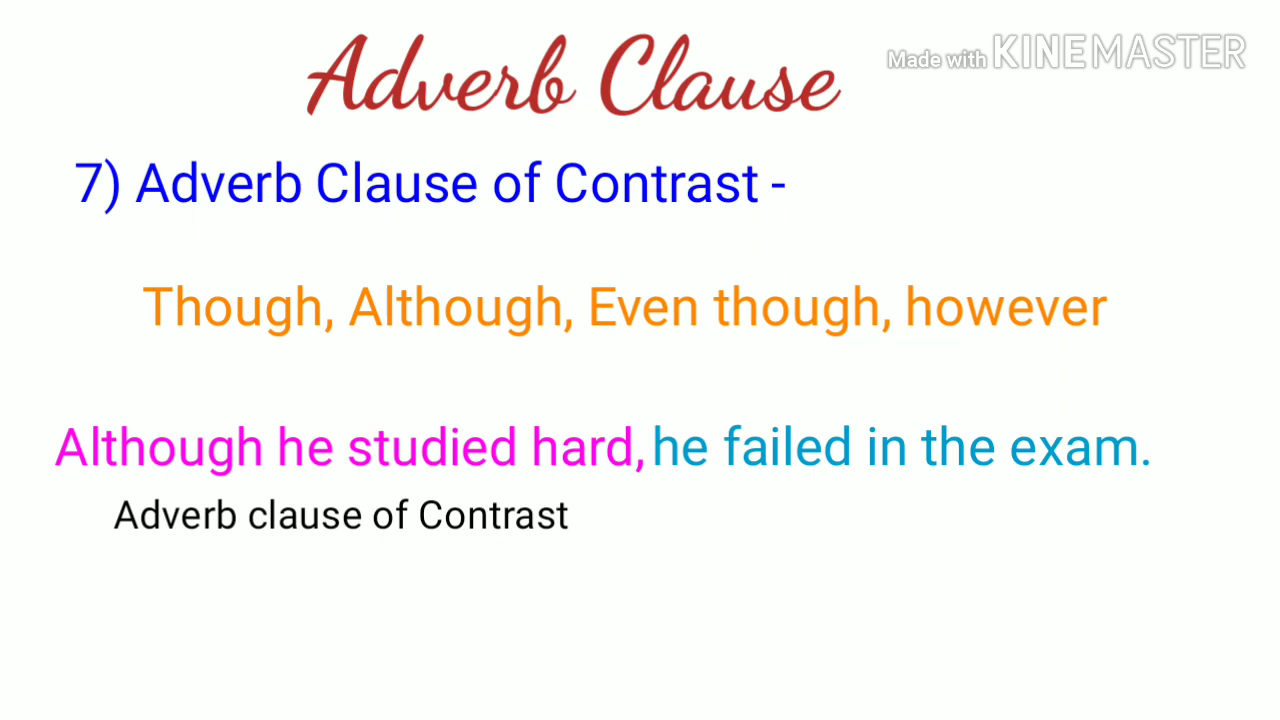 Adverb Clause
Made with KINEMASTER
7) Adverb Clause of Contrast -
Though, Although, Even though, however
Although he studied hard, he failed in the exam.
Adverb clause of Contrast